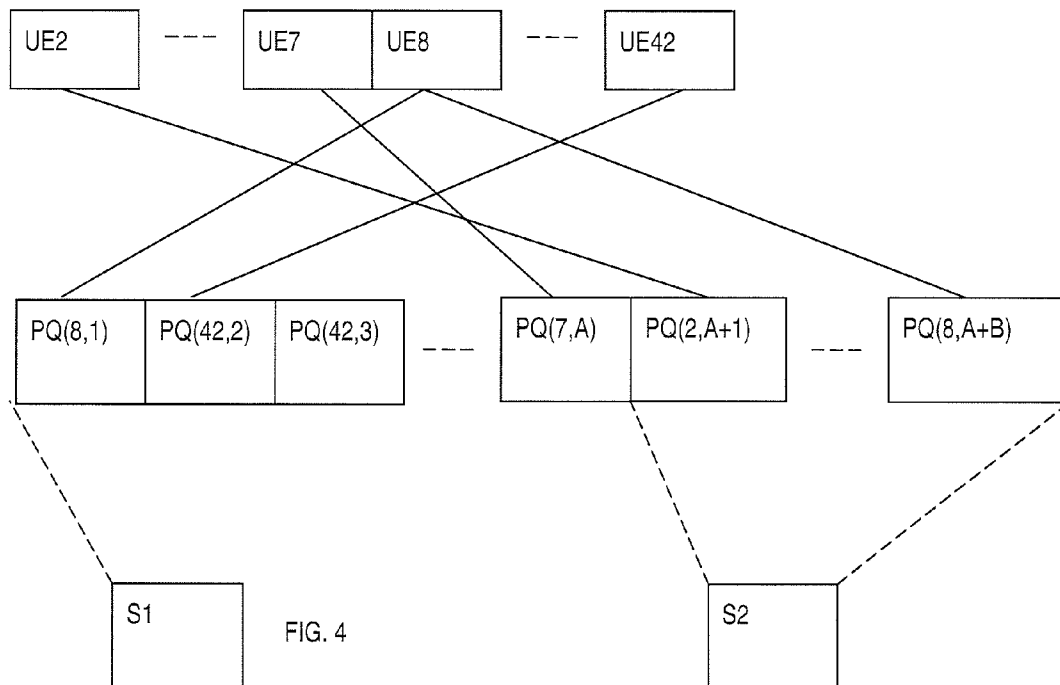 UE2 UE7 UE8 UE42
PQ(8,1) PQ(42,2) PQ(42,3) PQ(7,A) PQ(2,A+1) PQ(8,A+B)
S1 S2
FIG. 4